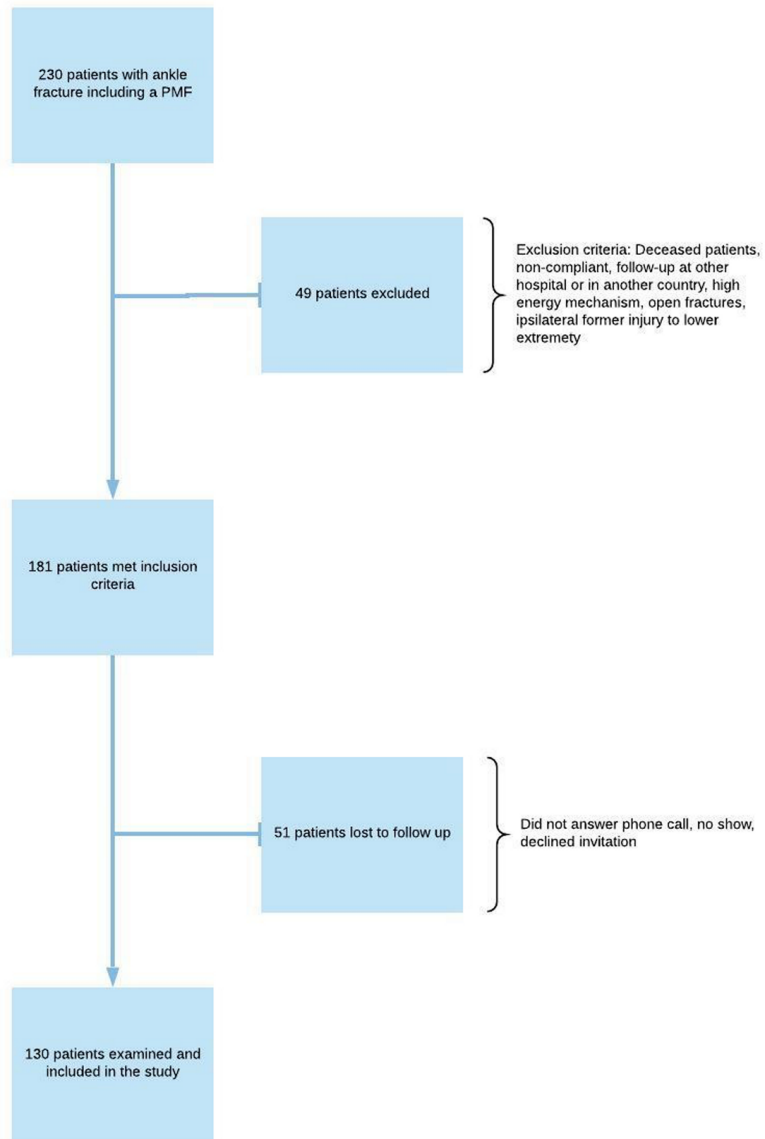 230 patients with ankle
fracture including a PMF
49 patients excluded
Exclusion criteria: Deceased patients,
non-compliant, follow-up at other
hospital or in another country, high
energy mechanism, open fractures,
ipsilateral former injury to lower
extremety
181 patients met inclusion
criteria
51 patients lost to follow up
Did not answer phone call, no show,
declined invitation
130 patients examined and
included in the study